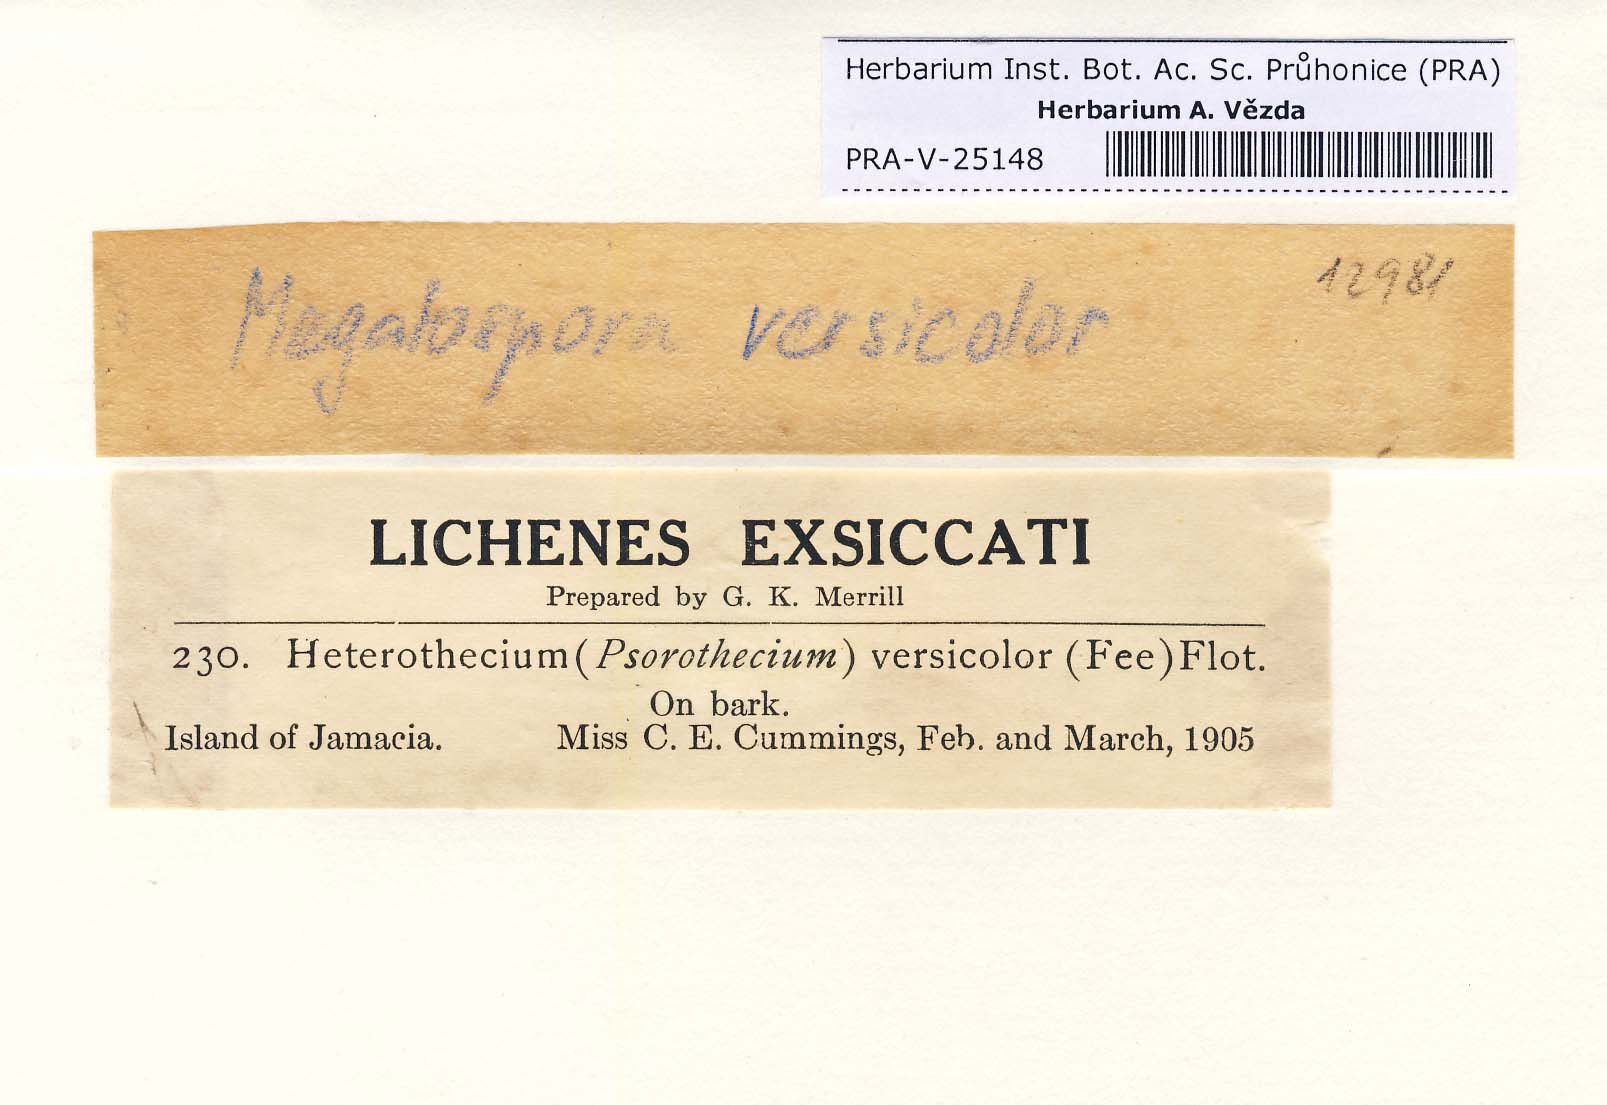 Herbarium Inst. Bot. Ac. Sc. Průhonice (PRA)
Herbarium A. Vězda
PRA-V-25148
12981
Megalospora versicolor
LICHENES EXSICCATI
Prepared by G. K. Merrill
230. Heterothecium (Psorothecium) versicolor (Fee) Flot.
On bark.
Island of Jamacia. Miss C. E. Cummings, Feb. and March, 1905